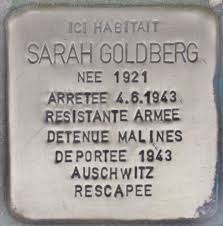 ICI HABITAIT
SARAH GOLDBERG
NEE 1921
ARRETEE 4.6.1943
RESISTANTE ARMEE
DETENUE MALINES
DEPORTEE 1943
AUSCHWITZ
RESCAPEE